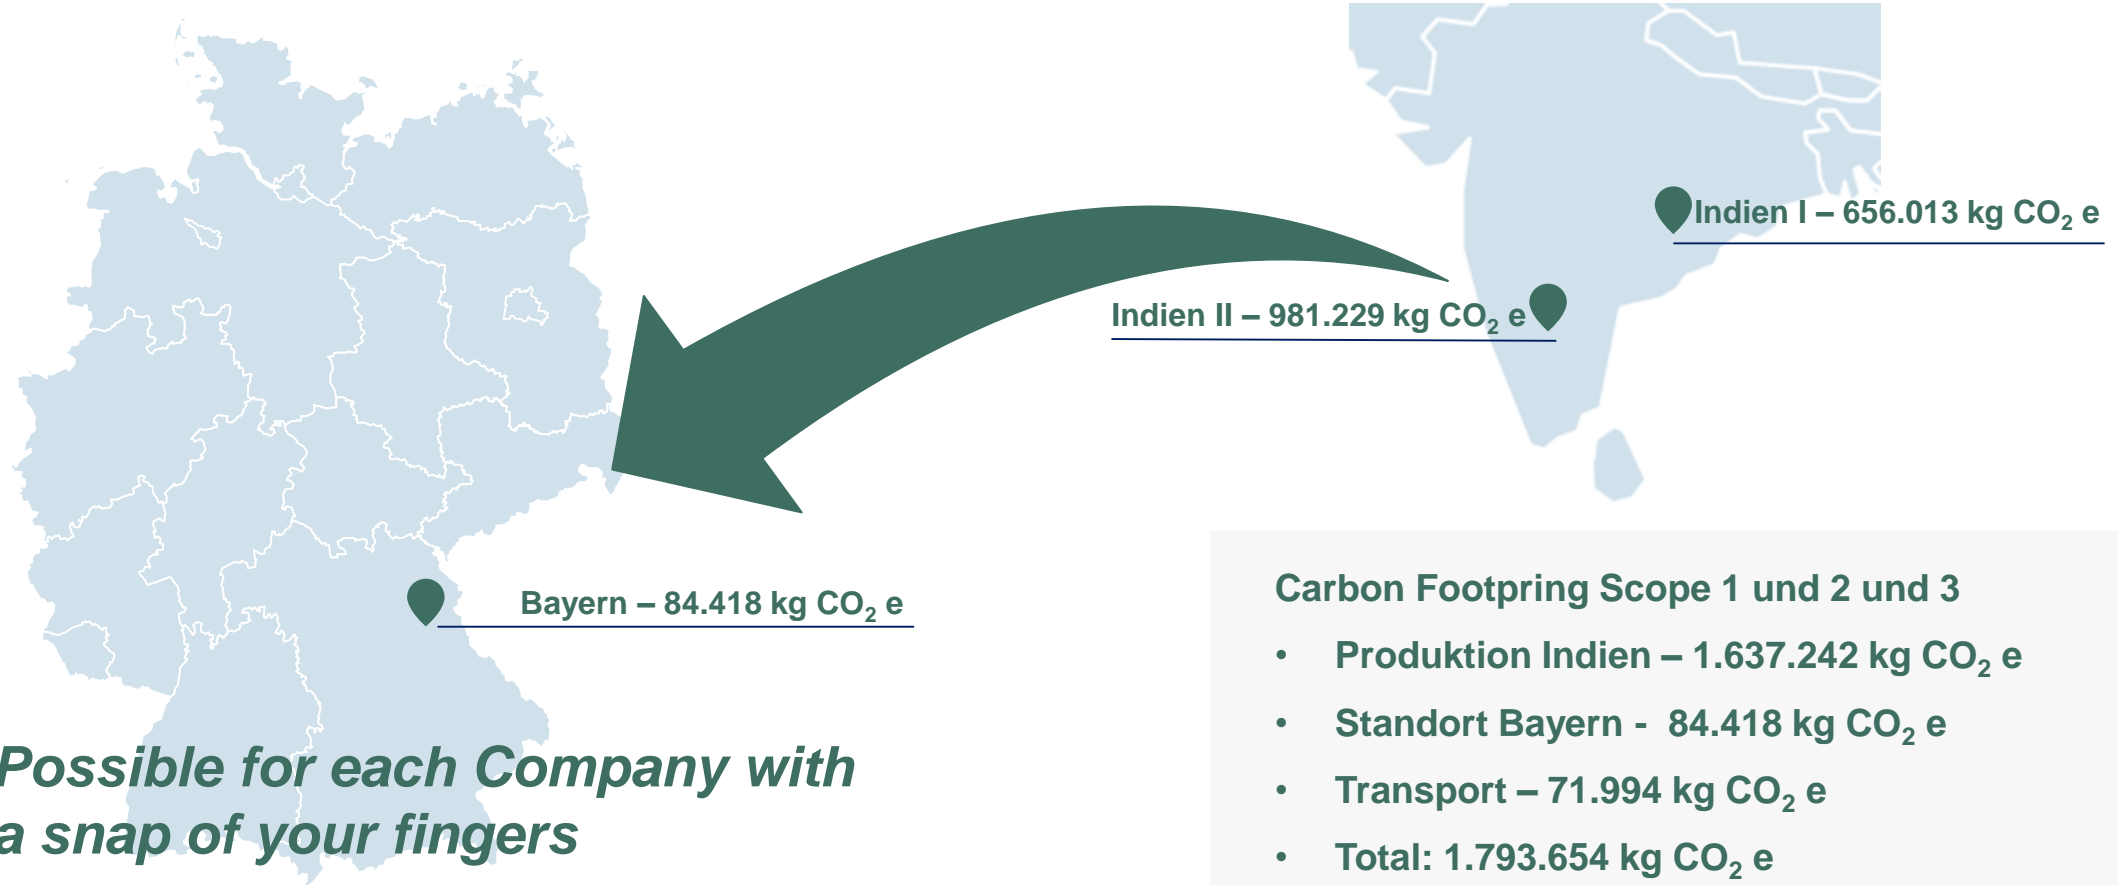 Indien I – 656.013 kg CO₂ e
Indien II – 981.229 kg CO₂ e
Bayern – 84.418 kg CO₂ e
Possible for each Company with
a snap of your fingers
Carbon Footpring Scope 1 und 2 und 3
• Produktion Indien – 1.637.242 kg CO₂ e
• Standort Bayern - 84.418 kg CO₂ e
• Transport – 71.994 kg CO₂ e
• Total: 1.793.654 kg CO₂ e